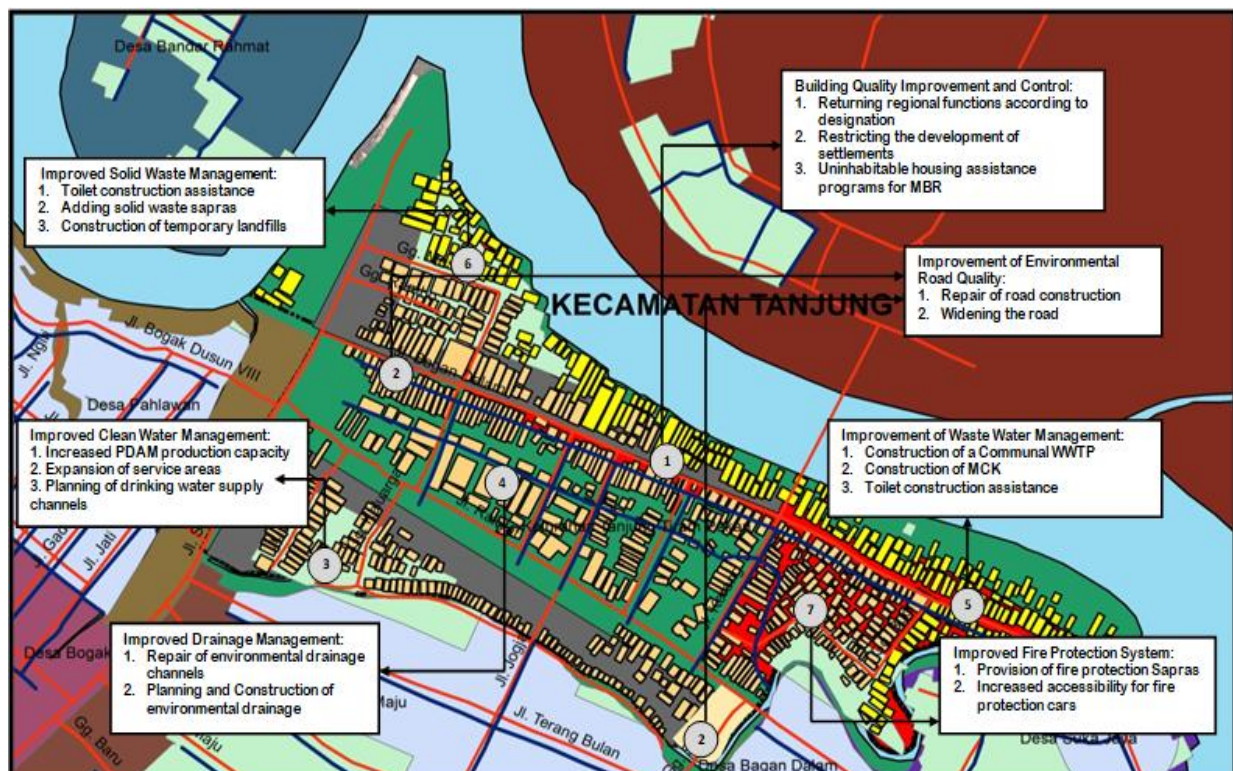 Desa Bandar Rahmat
Building Quality Improvement and Control:
1. Returning regional functions according to
designation
2. Restricting the development of
settlements
3. Uninhabitable housing assistance
programs for MBR
Improved Solid Waste Management:
1. Toilet construction assistance
2. Adding solid waste sapras
3. Construction of temporary landfills
6
Improvement of Environmental
Road Quality:
1. Repair of road construction
2. Widening the road
KECAMATAN TANJUNG
Jl. Bogak Dusun VIII
Desa Pahlawan
2
1
Improved Clean Water Management:
1. Increased PDAM production capacity
2. Expansion of service areas
3. Planning of drinking water supply
channels
Improvement of Waste Water Management:
1. Construction of a Communal WWTP
2. Construction of MCK
3. Toilet construction assistance
4
Jl. Jati
3
7
5
Desa Bogak
Improved Drainage Management:
1. Repair of environmental drainage
channels
2. Planning and Construction of
environmental drainage
Maju
Jl. Jogja
Jl. Terang Bulan
Improved Fire Protection System:
1. Provision of fire protection Sapras
2. Increased accessibility for fire
protection cars
Gg. Baru
2
Desa Bagan Dalam
Desa Suka Jaya